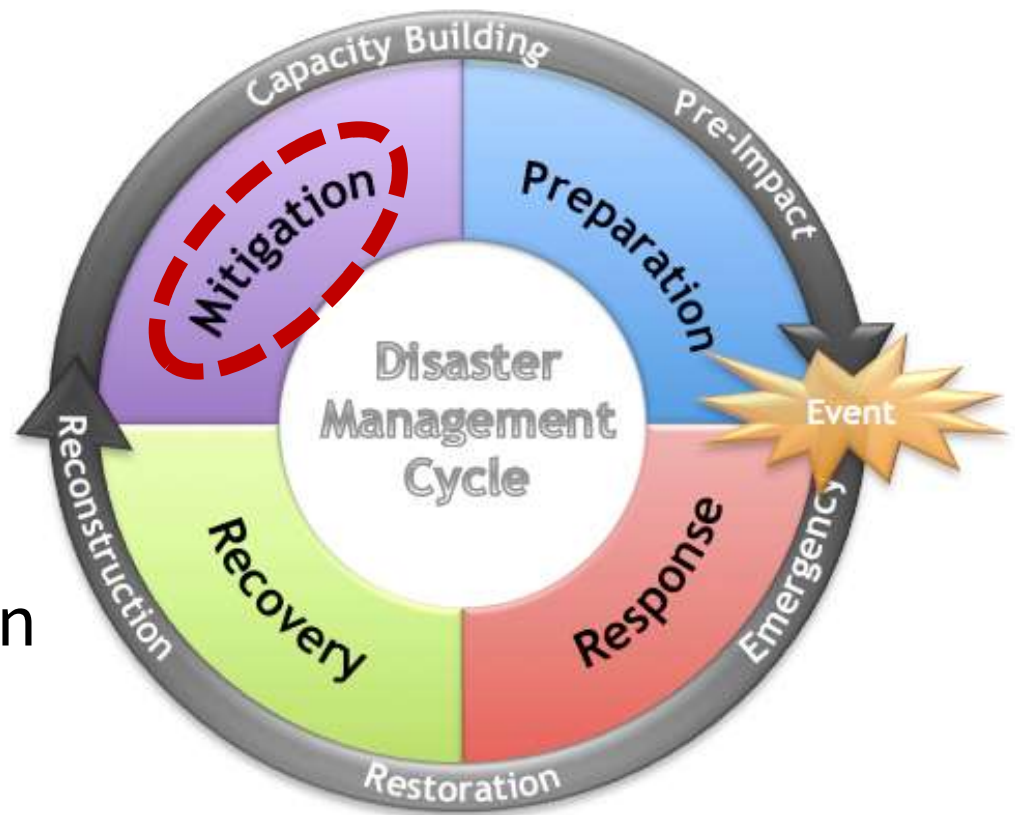 Capacity Building
Pre-Impact
Mitigation
Preparation
Disaster
Management
Cycle
Event
Reconstruction
Recovery
Response
Emergency
Restoration
n